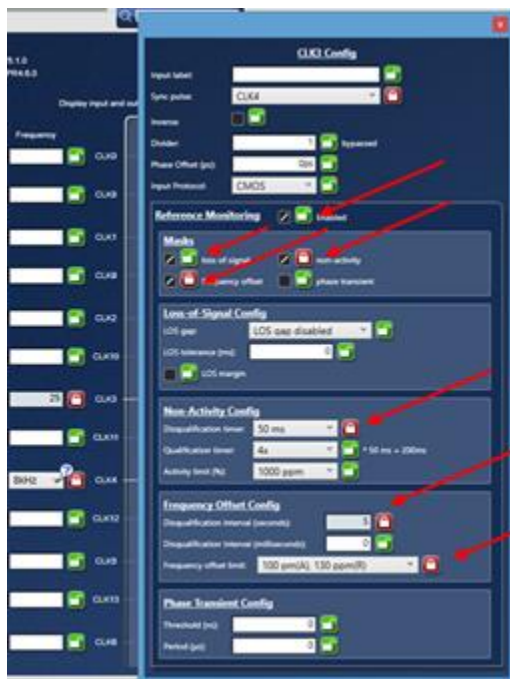 5.1.0
Display input and out
Frequency
CLK0
CLK9
CLK1
CLK8
CLK2
CLK10
25 CLK3
CLK11
8kHz CLK4
CLK12
CLK5
CLK13
CLK6
CLK3 Config
Input label:
Sync pulse: CLK4
Inverse
Divider: 1 bypassed
Phase Offset (ps): 0ps
Input Protocol: CMOS
Reference Monitoring Enabled
Masks
loss of signal non-activity
frequency offset phase transient
Loss-of-Signal Config
LOS gap: LOS gap disabled
LOS tolerance (ms): 0
LOS margin
Non-Activity Config
Disqualification timer: 50 ms
Qualification timer: 4x * 50 ms = 200ms
Activity limit (%): 1000 ppm
Frequency Offset Config
Disqualification Interval (seconds): 5
Disqualification Interval (milliseconds): 0
Frequency offset limit: 100 pm(A), 130 ppm(R)
Phase Transient Config
Threshold (ns): 0
Period (µs): 0